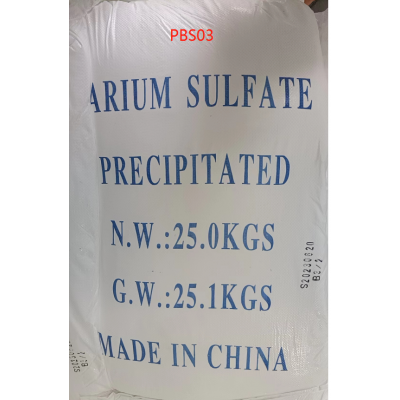 PBS03
ARIUM SULFATE
PRECIPITATED
N.W.:25.0KGS
G.W.:25.1KGS
MADE IN CHINA